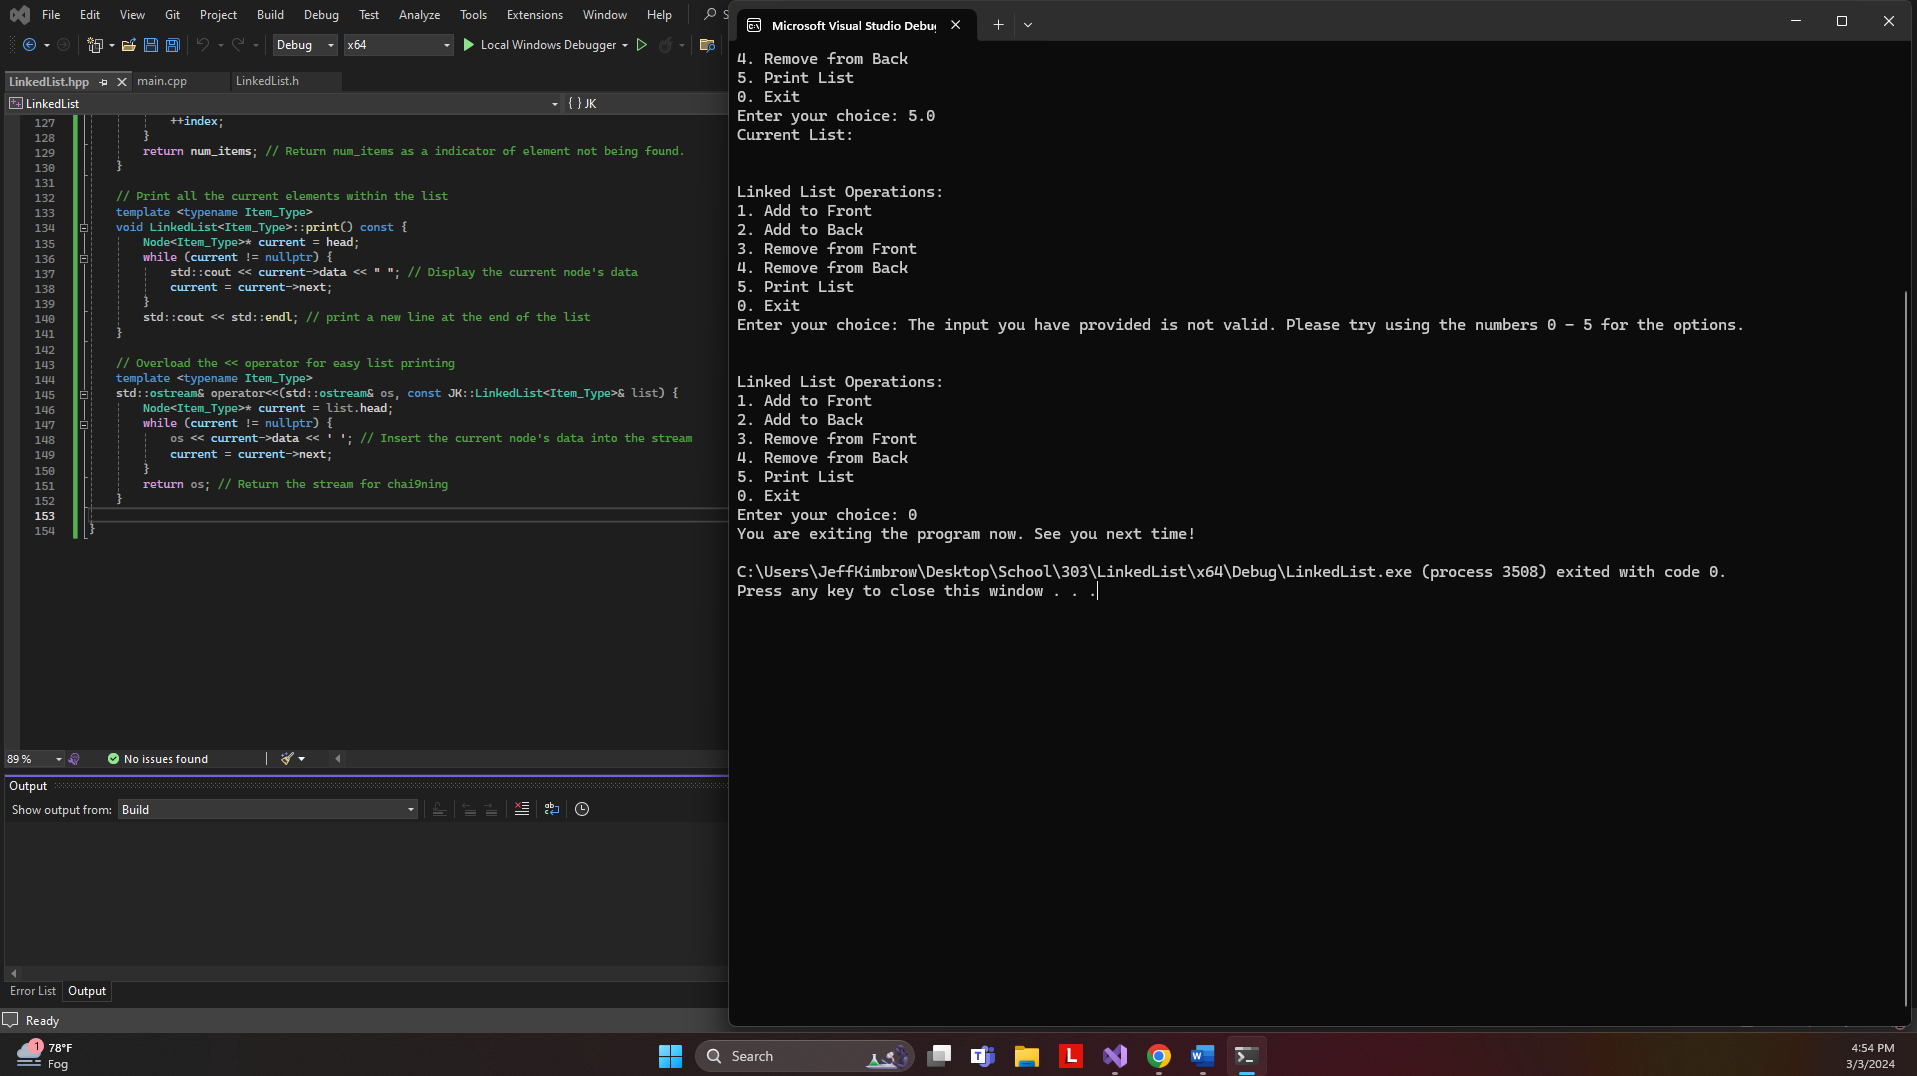 File Edit View Git Project Build Debug Test Analyze Tools Extensions Window Help
Debug x64 Local Windows Debugger
LinkedList.hpp main.cpp LinkedList.h
LinkedList { } JK
127 ++index;
128 }
129 return num_items; // Return num_items as a indicator of element not being found.
130 }
131
132 // Print all the current elements within the list
133 template <typename Item_Type>
134 void LinkedList<Item_Type>::print() const {
135 Node<Item_Type>* current = head;
136 while (current != nullptr) {
137 std::cout << current->data << " "; // Display the current node's data
138 current = current->next;
139 }
140 std::cout << std::endl; // print a new line at the end of the list
141 }
142
143 // Overload the << operator for easy list printing
144 template <typename Item_Type>
145 std::ostream& operator<<(std::ostream& os, const JK::LinkedList<Item_Type>& list) {
146 Node<Item_Type>* current = list.head;
147 while (current != nullptr) {
148 os << current->data << ' '; // Insert the current node's data into the stream
149 current = current->next;
150 }
151 return os; // Return the stream for chai9ning
152 }
153
154 }
89 % No issues found
Output
Show output from: Build
Error List Output
Ready
Microsoft Visual Studio Debug
4. Remove from Back
5. Print List
0. Exit
Enter your choice: 5.0
Current List:
Linked List Operations:
1. Add to Front
2. Add to Back
3. Remove from Front
4. Remove from Back
5. Print List
0. Exit
Enter your choice: The input you have provided is not valid. Please try using the numbers 0 - 5 for the options.
Linked List Operations:
1. Add to Front
2. Add to Back
3. Remove from Front
4. Remove from Back
5. Print List
0. Exit
Enter your choice: 0
You are exiting the program now. See you next time!
C:\Users\JeffKimbrow\Desktop\School\303\LinkedList\x64\Debug\LinkedList.exe (process 3508) exited with code 0.
Press any key to close this window . . .
1 78°F
Fog
Search
4:54 PM
3/3/2024